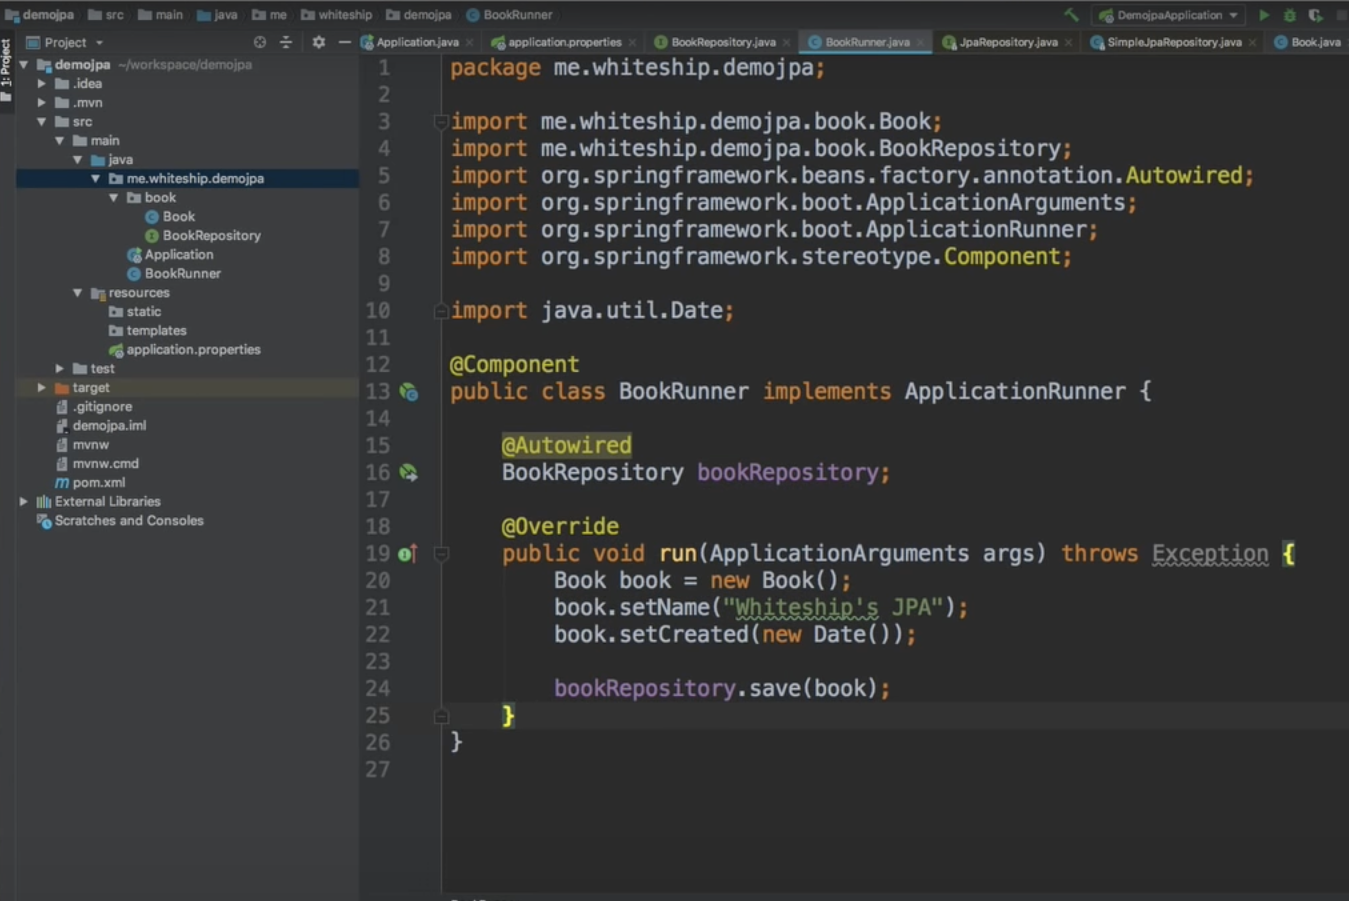 demojpa src main java me whiteship demojpa BookRunner DemojpaApplication
Project Application.java application.properties BookRepository.java BookRunner.java JpaRepository.java SimpleJpaRepository.java Book.java
1: Project
demojpa ~/workspace/demojpa
.idea
.mvn
src
main
java
me.whiteship.demojpa
book
Book
BookRepository
Application
BookRunner
resources
static
templates
application.properties
test
target
.gitignore
demojpa.iml
mvnw
mvnw.cmd
pom.xml
External Libraries
Scratches and Consoles
1 package me.whiteship.demojpa;
2
3 import me.whiteship.demojpa.book.Book;
4 import me.whiteship.demojpa.book.BookRepository;
5 import org.springframework.beans.factory.annotation.Autowired;
6 import org.springframework.boot.ApplicationArguments;
7 import org.springframework.boot.ApplicationRunner;
8 import org.springframework.stereotype.Component;
9
10 import java.util.Date;
11
12 @Component
13 public class BookRunner implements ApplicationRunner {
14
15 @Autowired
16 BookRepository bookRepository;
17
18 @Override
19 public void run(ApplicationArguments args) throws Exception {
20 Book book = new Book();
21 book.setName("Whiteship's JPA");
22 book.setCreated(new Date());
23
24 bookRepository.save(book);
25 }
26 }
27